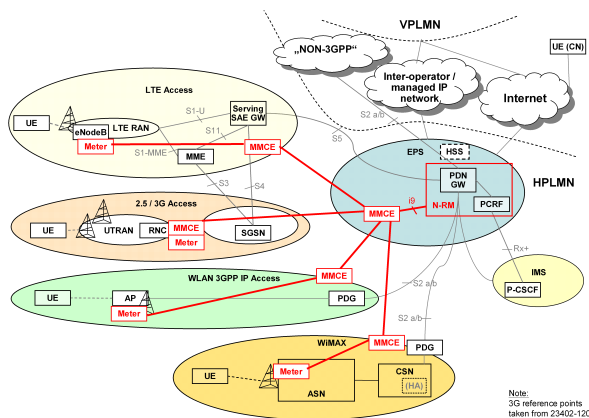 VPLMN
„NON-3GPP“
UE (CN)
Inter-operator /
managed IP
network
Internet
LTE Access
S1-U
Serving
SAE GW
S2 a/b
UE
eNodeB
LTE RAN
S11
S5
Meter
S1-MME
MME
MMCE
EPS
HSS
PDN
GW
HPLMN
S3
S4
i9
N-RM
PCRF
2.5 / 3G Access
MMCE
UE
UTRAN
RNC
MMCE
Meter
SGSN
Rx+
WLAN 3GPP IP Access
MMCE
IMS
UE
AP
PDG
S2 a/b
P-CSCF
Meter
S2 a/b
WiMAX
MMCE
PDG
UE
Meter
CSN
(HA)
ASN
Note:
3G reference points
taken from 23402-120